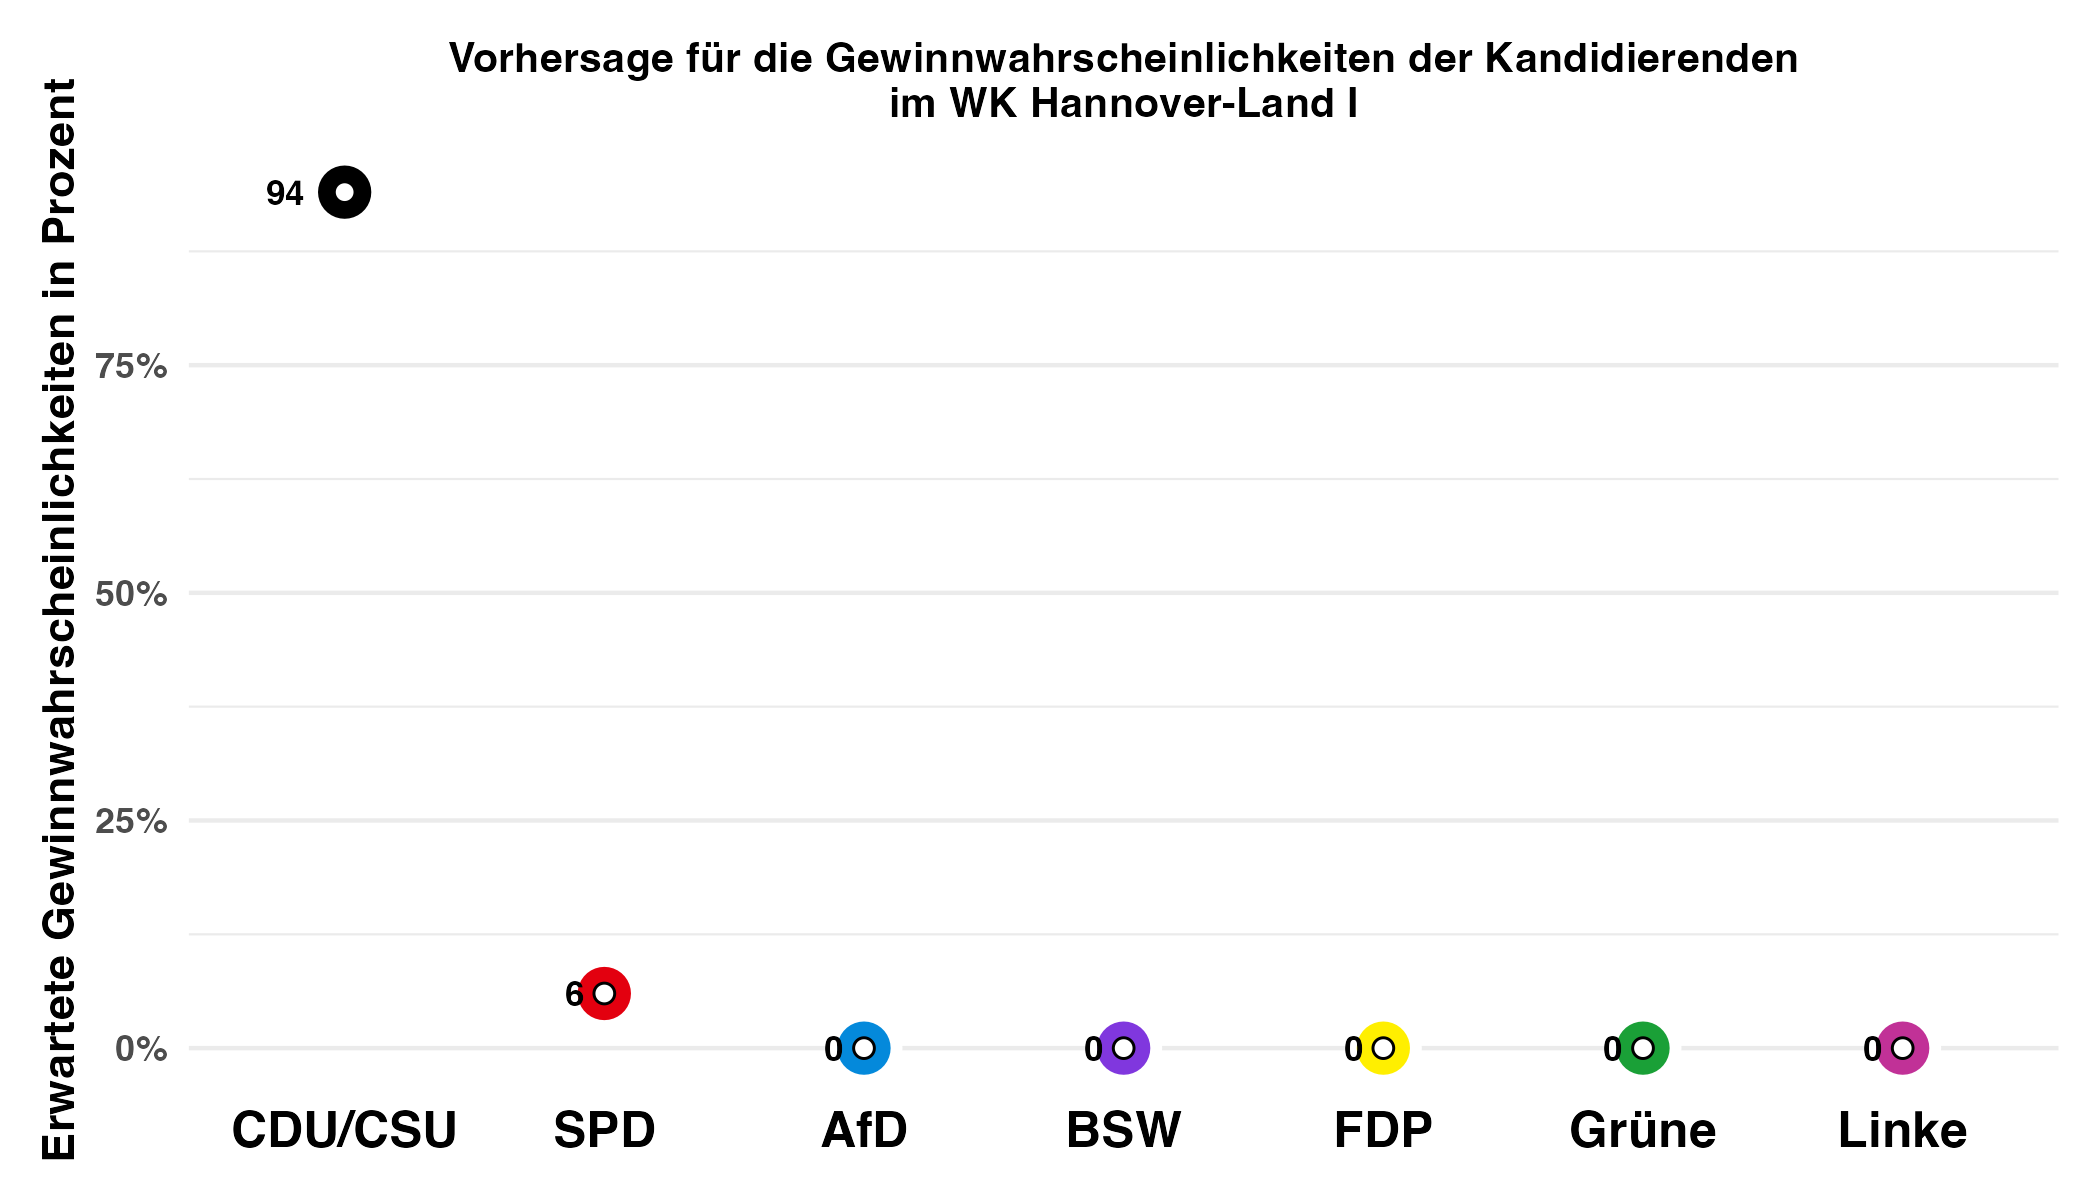 Vorhersage für die Gewinnwahrscheinlichkeiten der Kandidierenden
im WK Hannover-Land I
Erwartete Gewinnwahrscheinlichkeiten in Prozent
94
75%
50%
25%
6
0%
0
0
0
0
0
CDU/CSU
SPD
AfD
BSW
FDP
Grüne
Linke